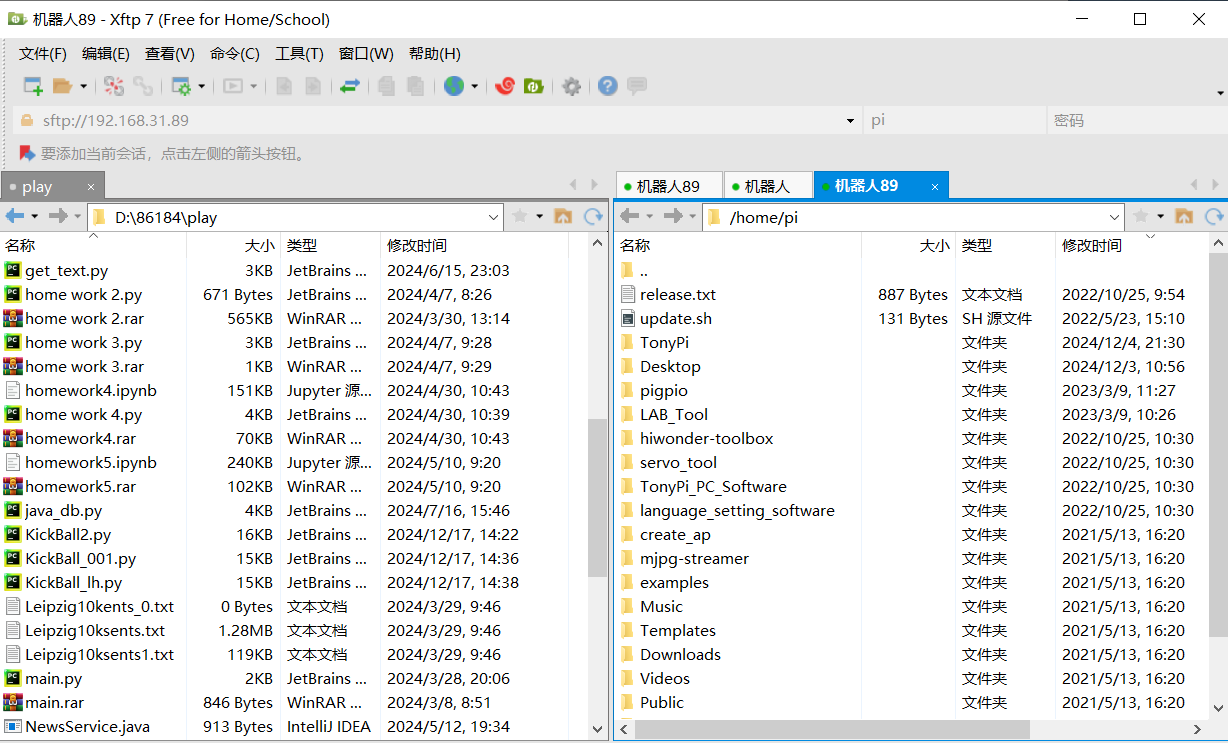 机器人89 - Xftp 7 (Free for Home/School)
文件(F) 编辑(E) 查看(V) 命令(C) 工具(T) 窗口(W) 帮助(H)
sftp://192.168.31.89 pi 密码
要添加当前会话，点击左侧的箭头按钮。
play × 机器人89 机器人 机器人89 ×
D:\86184\play /home/pi
名称 大小 类型 修改时间
get_text.py 3KB JetBrains ... 2024/6/15, 23:03
home work 2.py 671 Bytes JetBrains ... 2024/4/7, 8:26
home work 2.rar 565KB WinRAR ... 2024/3/30, 13:14
home work 3.py 3KB JetBrains ... 2024/4/7, 9:28
home work 3.rar 1KB WinRAR ... 2024/4/7, 9:29
homework4.ipynb 151KB Jupyter 源... 2024/4/30, 10:43
home work 4.py 4KB JetBrains ... 2024/4/30, 10:39
homework4.rar 70KB WinRAR ... 2024/4/30, 10:43
homework5.ipynb 240KB Jupyter 源... 2024/5/10, 9:20
homework5.rar 102KB WinRAR ... 2024/5/10, 9:20
java_db.py 4KB JetBrains ... 2024/7/16, 15:46
KickBall2.py 16KB JetBrains ... 2024/12/17, 14:22
KickBall_001.py 15KB JetBrains ... 2024/12/17, 14:36
KickBall_lh.py 15KB JetBrains ... 2024/12/17, 14:38
Leipzig10kents_0.txt 0 Bytes 文本文档 2024/3/29, 9:46
Leipzig10ksents.txt 1.28MB 文本文档 2024/3/29, 9:46
Leipzig10ksents1.txt 119KB 文本文档 2024/3/29, 9:46
main.py 2KB JetBrains ... 2024/3/28, 20:06
main.rar 846 Bytes WinRAR ... 2024/3/8, 8:51
NewsService.java 913 Bytes IntelliJ IDEA 2024/5/12, 19:34
名称 大小 类型 修改时间
..
release.txt 887 Bytes 文本文档 2022/10/25, 9:54
update.sh 131 Bytes SH 源文件 2022/5/23, 15:10
TonyPi 文件夹 2024/12/4, 21:30
Desktop 文件夹 2024/12/3, 10:56
pigpio 文件夹 2023/3/9, 11:27
LAB_Tool 文件夹 2023/3/9, 10:26
hiwonder-toolbox 文件夹 2022/10/25, 10:30
servo_tool 文件夹 2022/10/25, 10:30
TonyPi_PC_Software 文件夹 2022/10/25, 10:30
language_setting_software 文件夹 2022/10/25, 10:30
create_ap 文件夹 2021/5/13, 16:20
mjpg-streamer 文件夹 2021/5/13, 16:20
examples 文件夹 2021/5/13, 16:20
Music 文件夹 2021/5/13, 16:20
Templates 文件夹 2021/5/13, 16:20
Downloads 文件夹 2021/5/13, 16:20
Videos 文件夹 2021/5/13, 16:20
Public 文件夹 2021/5/13, 16:20